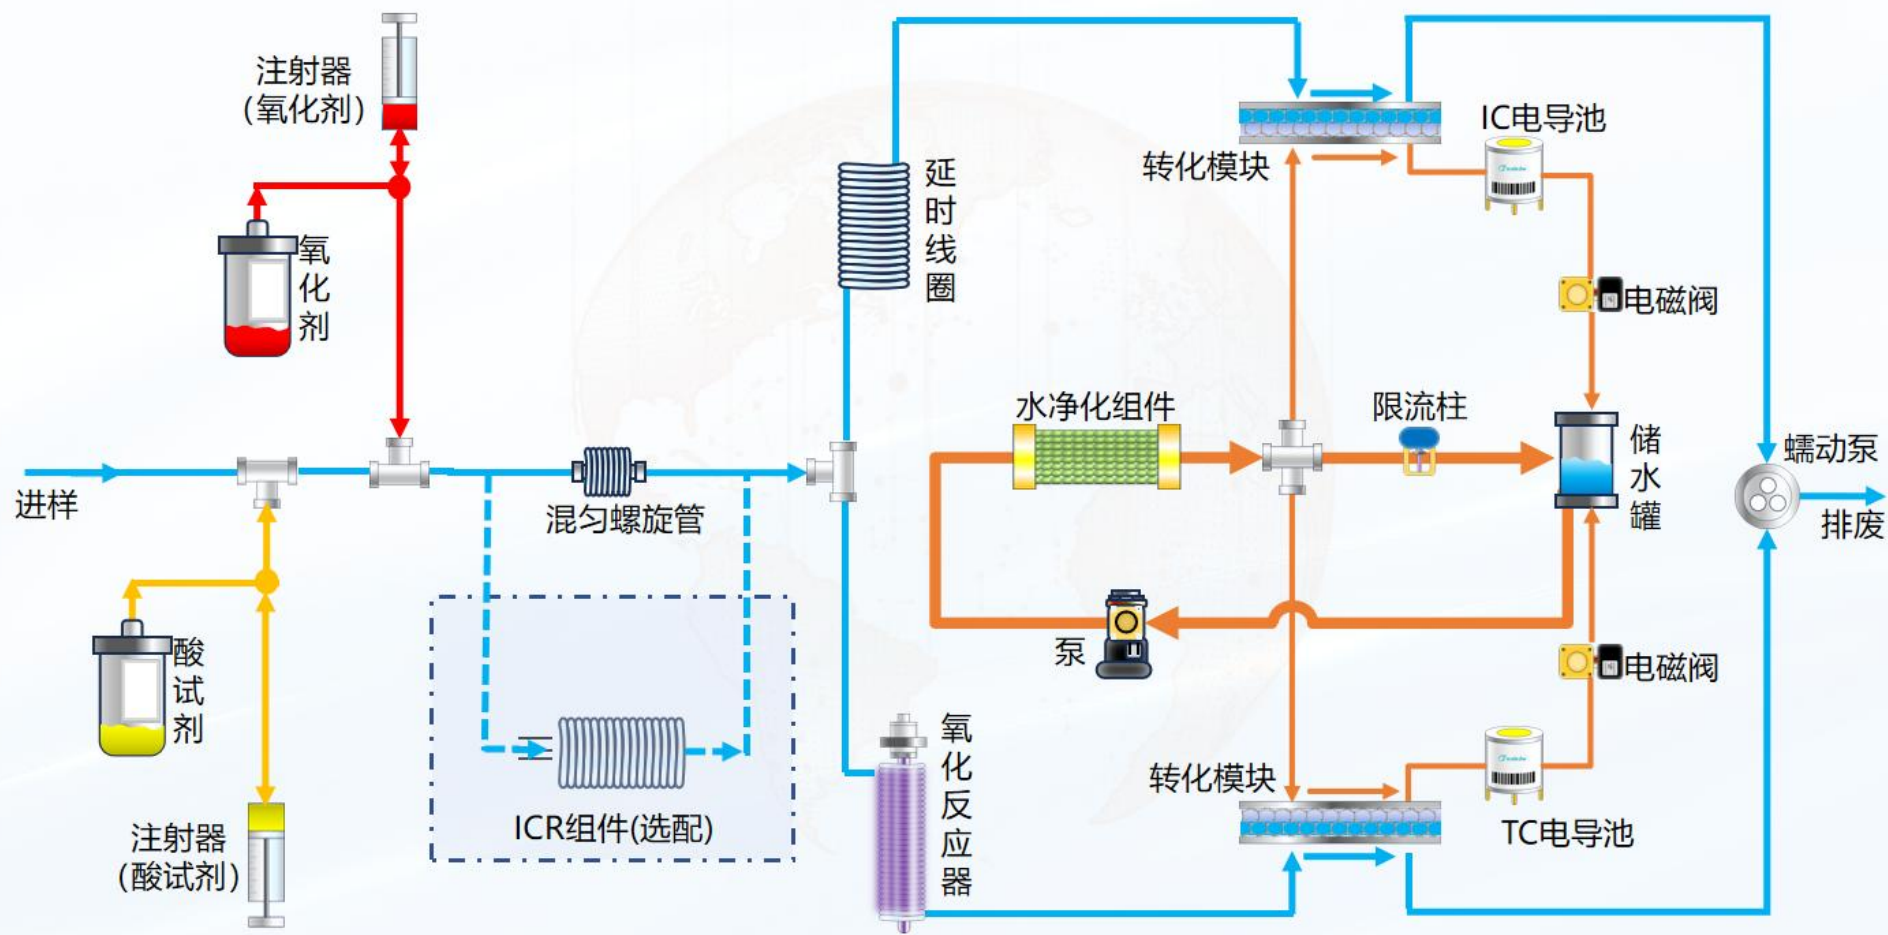 注射器
（氧化剂）
氧化剂
进样
酸试剂
注射器
（酸试剂）
混匀螺旋管
ICR组件(选配)
延时线圈
氧化反应器
转化模块
IC电导池
电磁阀
水净化组件
限流柱
储水罐
蠕动泵
排废
泵
电磁阀
转化模块
TC电导池